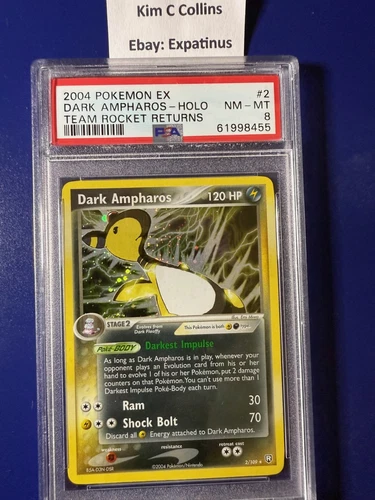 Kim C Collins
Ebay: Expatinus
2004 POKEMON EX #2
DARK AMPHAROS - HOLO NM - MT
TEAM ROCKET RETURNS PSA 8
61998455
Dark Ampharos 120 HP
STAGE 2 Evolves from Dark Flaaffy This Pokémon is both type
Poké-BODY Darkest Impulse
As long as Dark Ampharos is in play, whenever your
opponent plays an Evolution card from his or her
hand to evolve 1 of his or her Pokémon, put 2 damage
counters on that Pokémon. You can't use more than 1
Darkest Impulse Poké-Body each turn.
Ram 30
Shock Bolt 70
Discard all Energy attached to Dark Ampharos.
weakness resistance retreat cost
©2004 Pokémon/Nintendo 2/109 ★ R